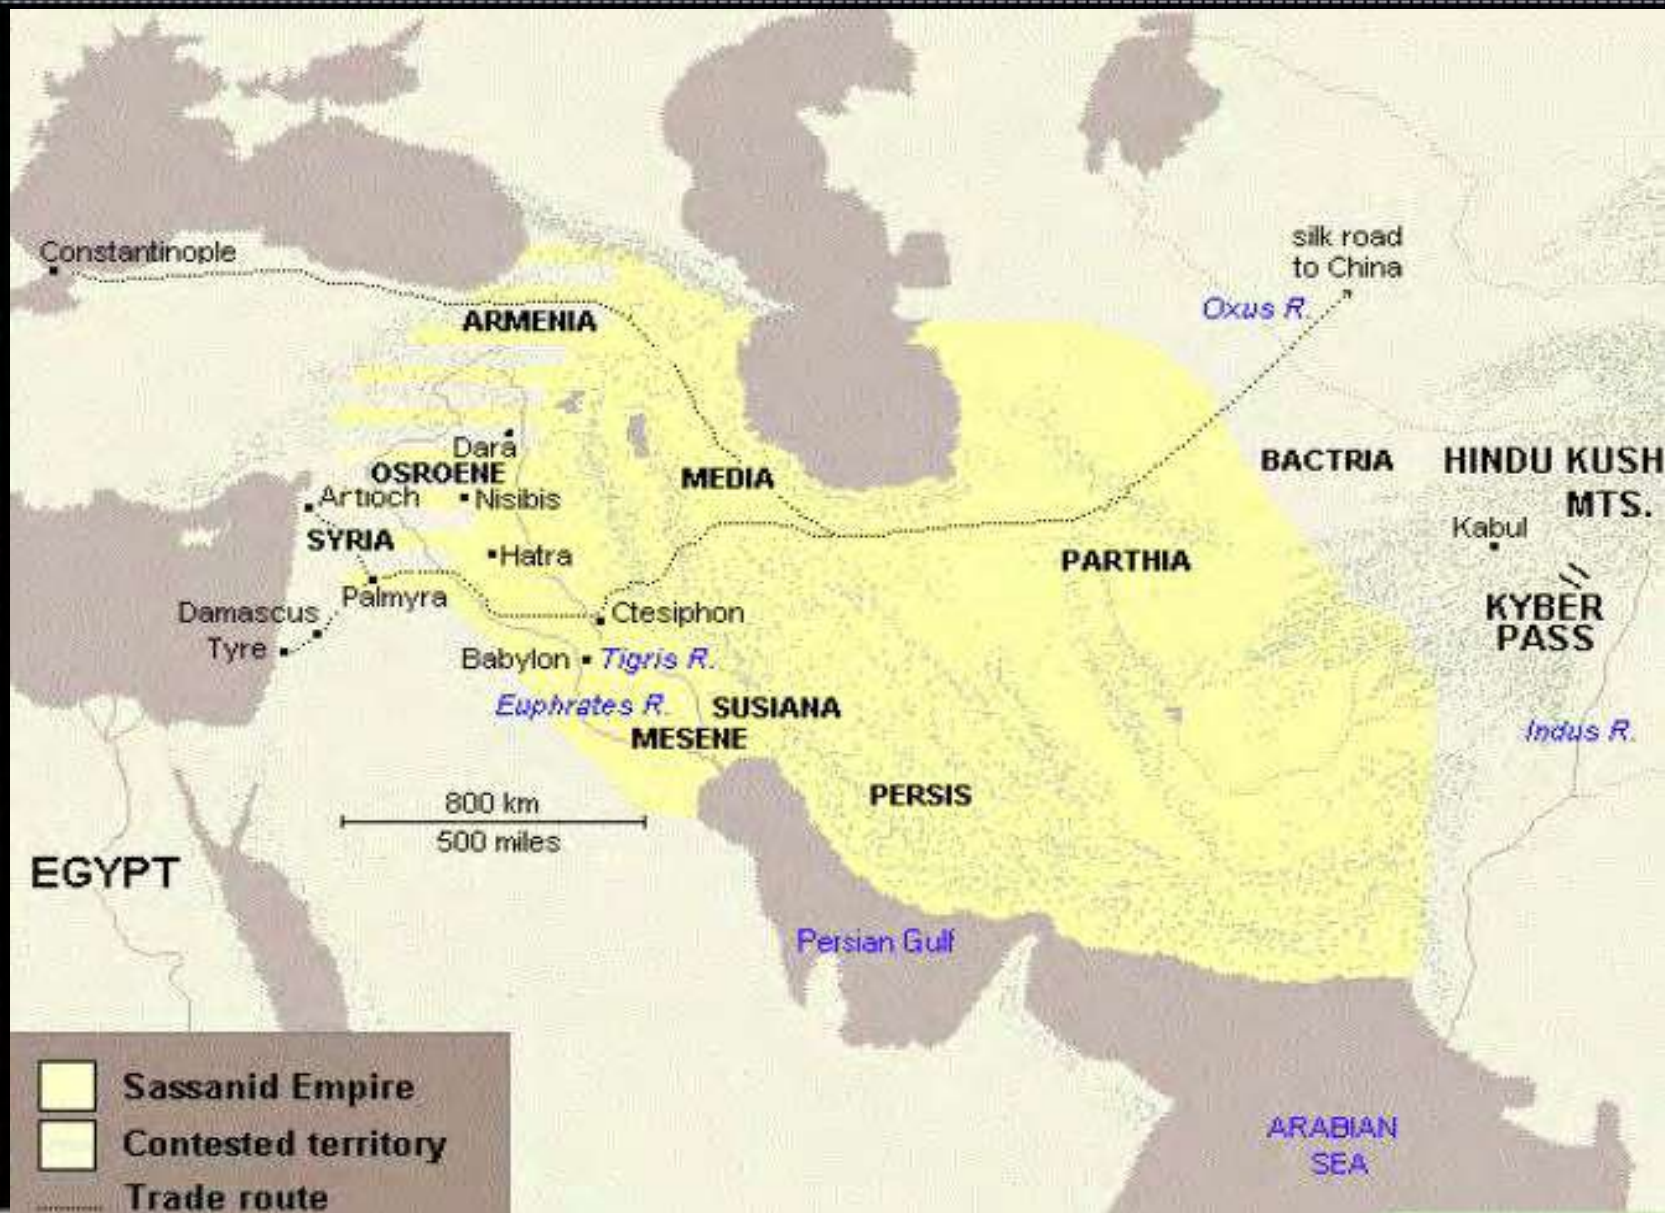 silk road
to China
Constantinople
Oxus R.
ARMENIA
Dara
BACTRIA
HINDU KUSH
MTS.
OSROENE
MEDIA
Artioch
Nisibis
Kabul
SYRIA
Hatra
PARTHIA
Palmyra
KYBER
PASS
Damascus
Ctesiphon
Tyre
Babylon
Tigris R.
Euphrates R.
SUSIANA
MESENE
Indus R.
PERSIS
800 km
500 miles
EGYPT
Persian Gulf
Sassanid Empire
Contested territory
Trade route
ARABIAN
SEA